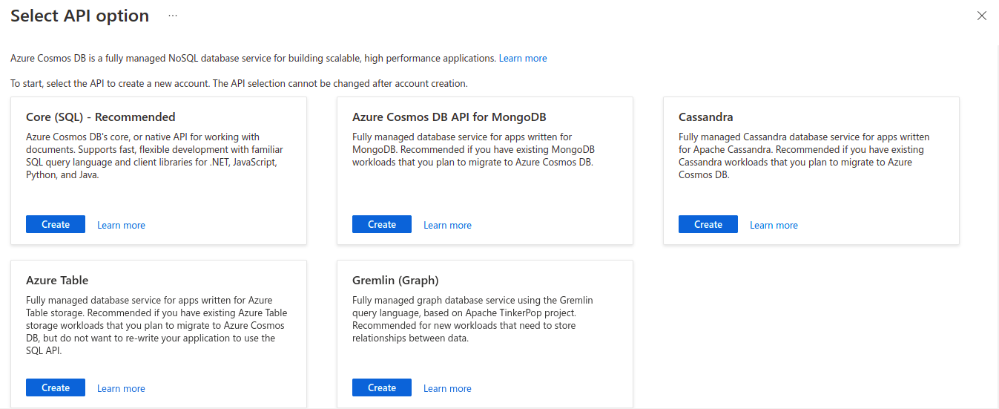 Select API option ...
Azure Cosmos DB is a fully managed NoSQL database service for building scalable, high performance applications. Learn more
To start, select the API to create a new account. The API selection cannot be changed after account creation.
Core (SQL) - Recommended
Azure Cosmos DB's core, or native API for working with
documents. Supports fast, flexible development with familiar
SQL query language and client libraries for .NET, JavaScript,
Python, and Java.
Create Learn more
Azure Cosmos DB API for MongoDB
Fully managed database service for apps written for
MongoDB. Recommended if you have existing MongoDB
workloads that you plan to migrate to Azure Cosmos DB.
Create Learn more
Cassandra
Fully managed Cassandra database service for apps written
for Apache Cassandra. Recommended if you have existing
Cassandra workloads that you plan to migrate to Azure
Cosmos DB.
Create Learn more
Azure Table
Fully managed database service for apps written for Azure
Table storage. Recommended if you have existing Azure Table
storage workloads that you plan to migrate to Azure Cosmos
DB, but do not want to re-write your application to use the
SQL API.
Create Learn more
Gremlin (Graph)
Fully managed graph database service using the Gremlin
query language, based on Apache TinkerPop project.
Recommended for new workloads that need to store
relationships between data.
Create Learn more